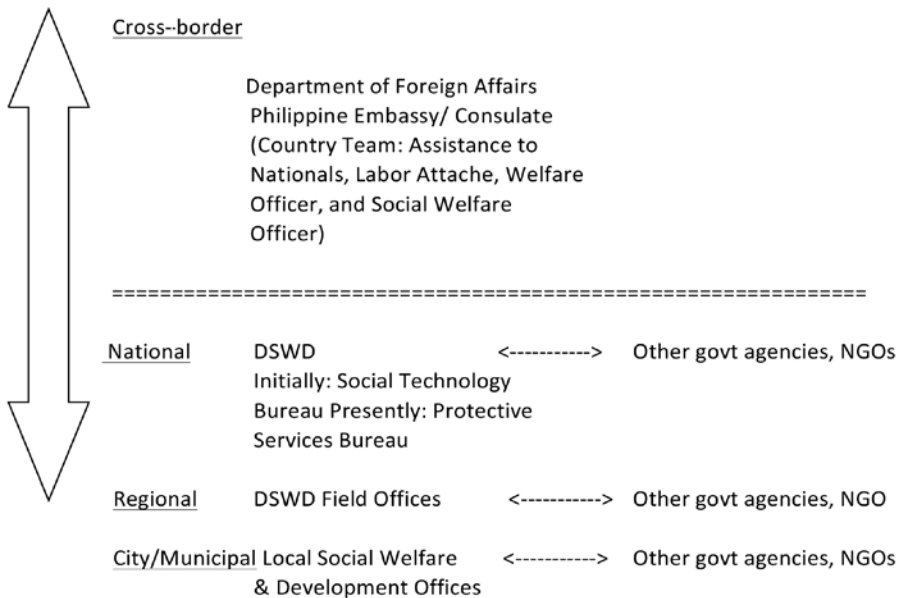 Cross--border
Department of Foreign Affairs
Philippine Embassy/ Consulate
(Country Team: Assistance to
Nationals, Labor Attache, Welfare
Officer, and Social Welfare
Officer)
===============================================================
National DSWD <-----------> Other govt agencies, NGOs
Initially: Social Technology
Bureau Presently: Protective
Services Bureau
Regional DSWD Field Offices <-----------> Other govt agencies, NGO
City/Municipal Local Social Welfare <-----------> Other govt agencies, NGOs
& Development Offices